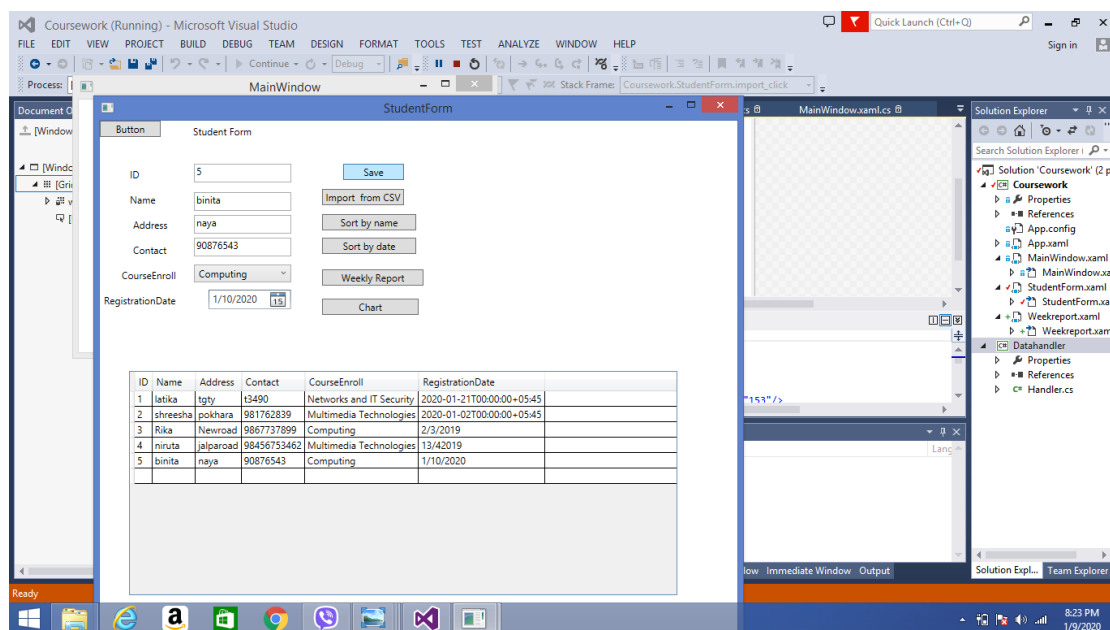 Coursework (Running) - Microsoft Visual Studio
Quick Launch (Ctrl+Q)
FILE EDIT VIEW PROJECT BUILD DEBUG TEAM DESIGN FORMAT TOOLS TEST ANALYZE WINDOW HELP
Sign in
Continue
Debug
Process:
MainWindow
Stack Frame: Coursework.StudentForm.import_click
Document O
StudentForm
MainWindow.xaml.cs
Solution Explorer
[Window
Button
Student Form
Search Solution Explorer
[Windo
[Gri
ID
5
Save
Name
binita
Import from CSV
Address
naya
Sort by name
Contact
90876543
Sort by date
CourseEnroll
Computing
Weekly Report
RegistrationDate
1/10/2020
15
Chart
Solution 'Coursework' (2 p
Coursework
Properties
References
App.config
App.xaml
MainWindow.xaml
MainWindow.xa
StudentForm.xaml
StudentForm.xa
Weekreport.xaml
Weekreport.xam
Datahandler
Properties
References
Handler.cs
ID Name Address Contact CourseEnroll RegistrationDate
1 latika tgty t3490 Networks and IT Security 2020-01-21T00:00:00+05:45
2 shreesha pokhara 981762839 Multimedia Technologies 2020-01-02T00:00:00+05:45
3 Rika Newroad 9867737899 Computing 2/3/2019
4 niruta jalparoad 98456753462 Multimedia Technologies 13/42019
5 binita naya 90876543 Computing 1/10/2020
"153"/>
Lang
low Immediate Window Output
Solution Expl... Team Explorer
Ready
8:23 PM
1/9/2020